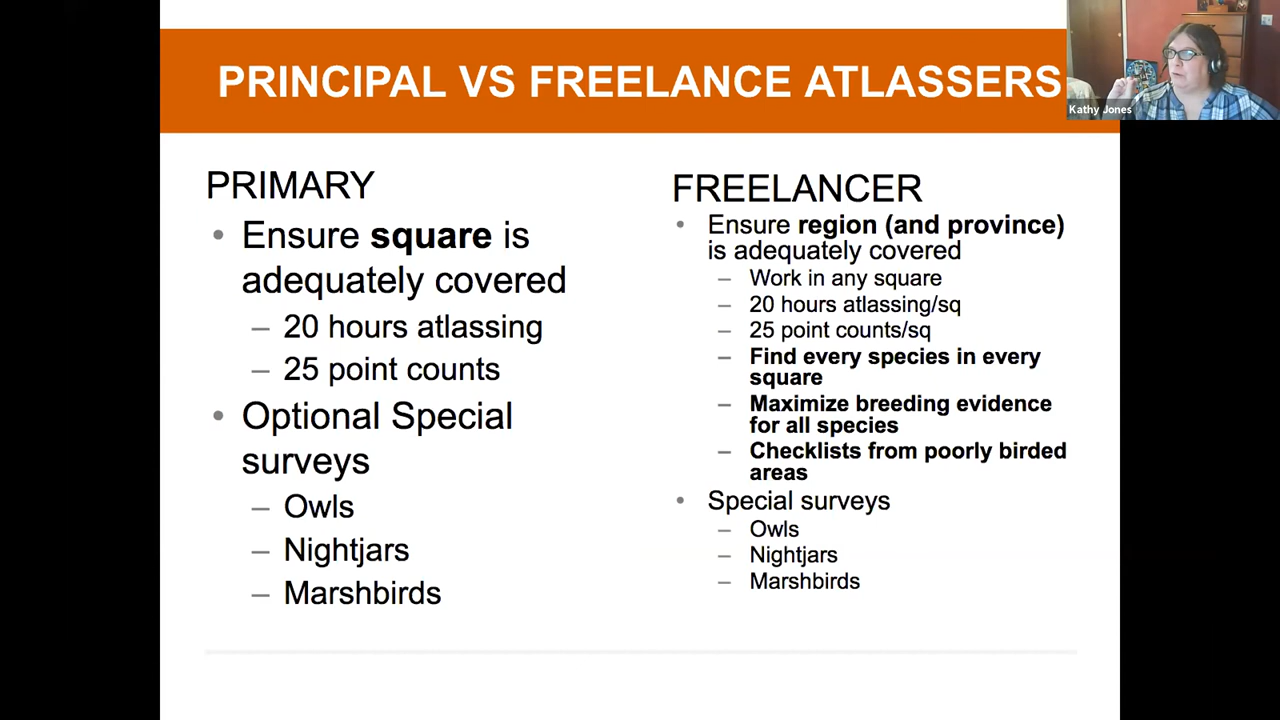 PRINCIPAL VS FREELANCE ATLASSERS
Kathy Jones
PRIMARY
• Ensure square is
adequately covered
– 20 hours atlassing
– 25 point counts
• Optional Special
surveys
– Owls
– Nightjars
– Marshbirds
FREELANCER
• Ensure region (and province)
is adequately covered
– Work in any square
– 20 hours atlassing/sq
– 25 point counts/sq
– Find every species in every
square
– Maximize breeding evidence
for all species
– Checklists from poorly birded
areas
• Special surveys
– Owls
– Nightjars
– Marshbirds